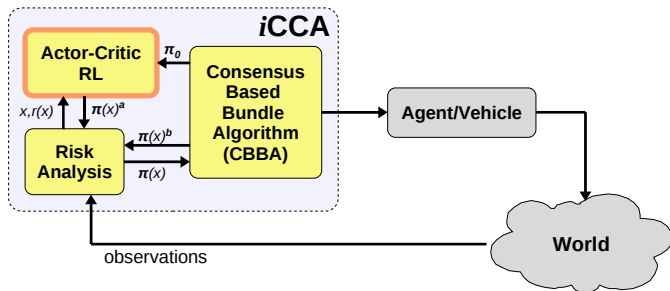 iCCA
Actor-Critic
RL
π₀
Consensus
Based
Bundle
Algorithm
(CBBA)
Agent/Vehicle
x,r(x)
π(x)ᵃ
π(x)ᵇ
Risk
Analysis
π(x)
World
observations